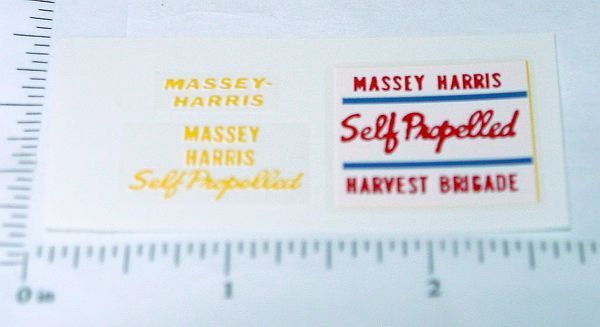 MASSEY-
HARRIS
MASSEY
HARRIS
Self Propelled
MASSEY HARRIS
Self Propelled
HARVEST BRIGADE
0 in 1 2